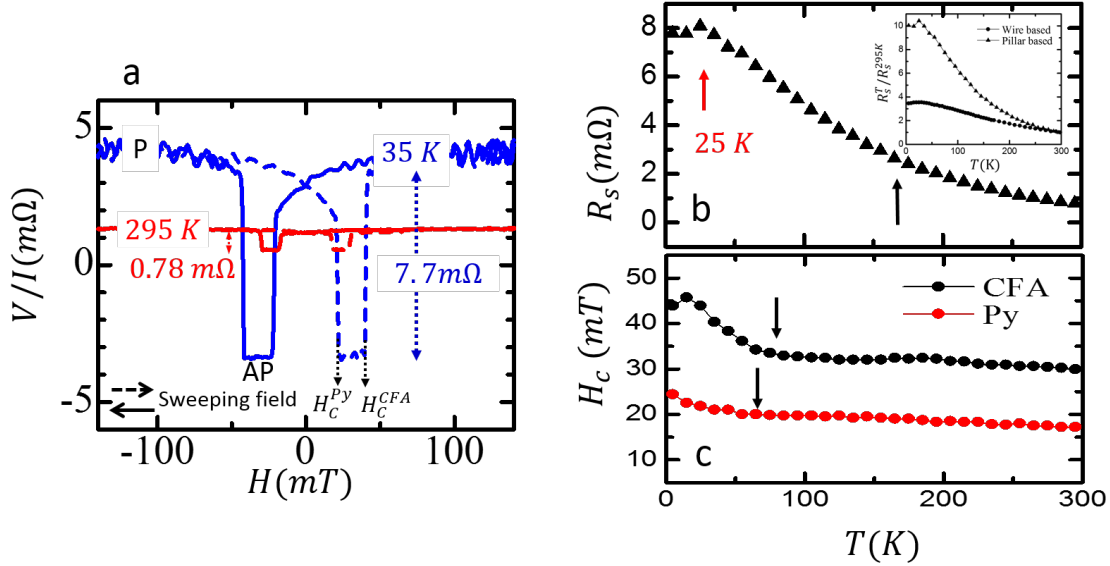 a
V/I(mΩ)
5
0
-5
P
35 K
295 K
0.78 mΩ
7.7mΩ
AP
Sweeping field
H_C^{Py}
H_C^{CFA}
-100
0
100
H(mT)
R_s(mΩ)
8
6
4
2
0
25 K
b
R_s^T/R_s^{295K}
10
8
6
4
2
0
Wire based
Pillar based
0
100
200
300
T(K)
H_c(mT)
50
40
30
20
10
CFA
Py
c
0
100
200
300
T(K)